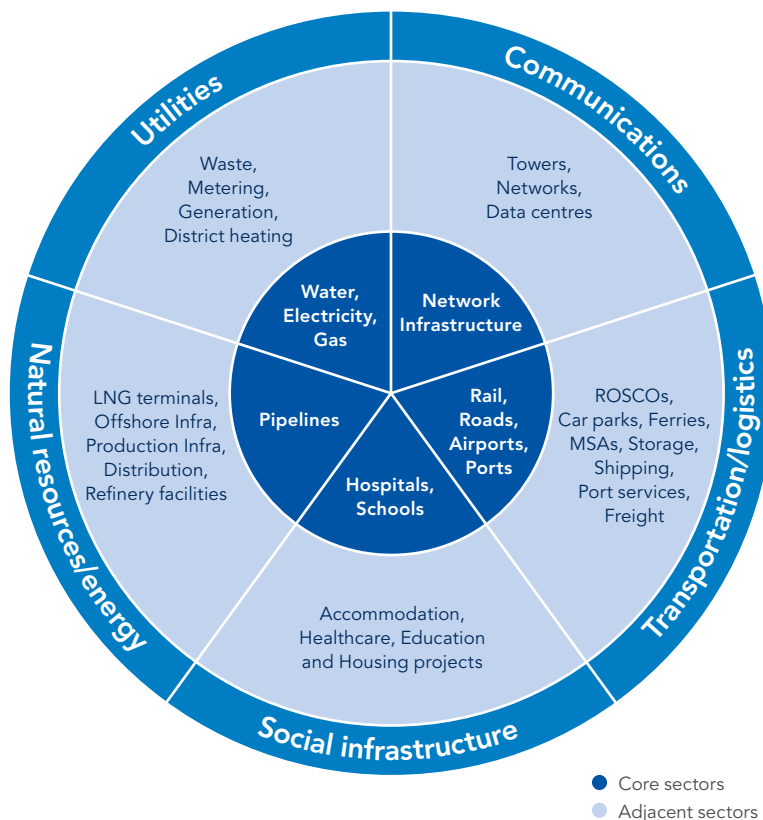 Utilities
Communications
Waste,
Metering,
Generation,
District heating
Towers,
Networks,
Data centres
Water,
Electricity,
Gas
Network
Infrastructure
Natural resources/energy
LNG terminals,
Offshore Infra,
Production Infra,
Distribution,
Refinery facilities
Pipelines
Rail,
Roads,
Airports,
Ports
ROSCOs,
Car parks, Ferries,
MSAs, Storage,
Shipping,
Port services,
Freight
Transportation/logistics
Hospitals,
Schools
Accommodation,
Healthcare, Education
and Housing projects
Social infrastructure
Core sectors
Adjacent sectors